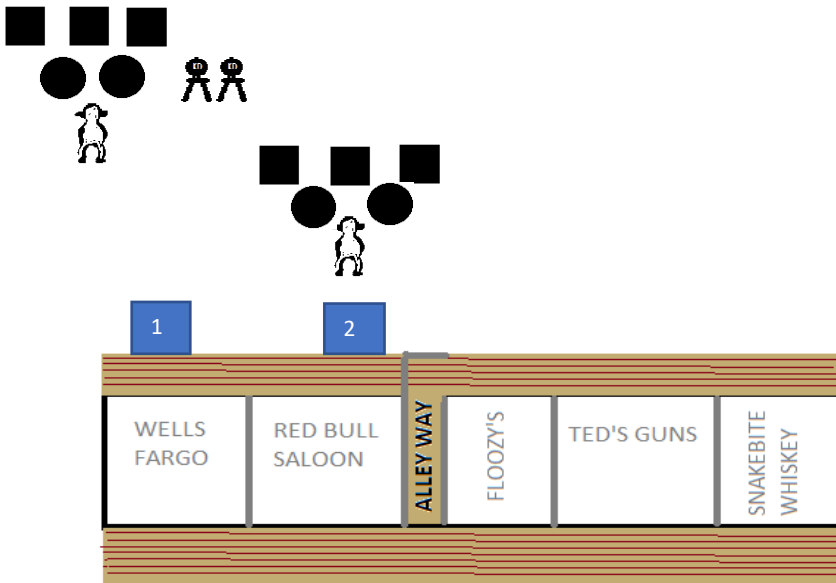 1
2
WELLS
FARGO
RED BULL
SALOON
ALLEY WAY
FLOOZY'S
TED'S GUNS
SNAKEBITE
WHISKEY